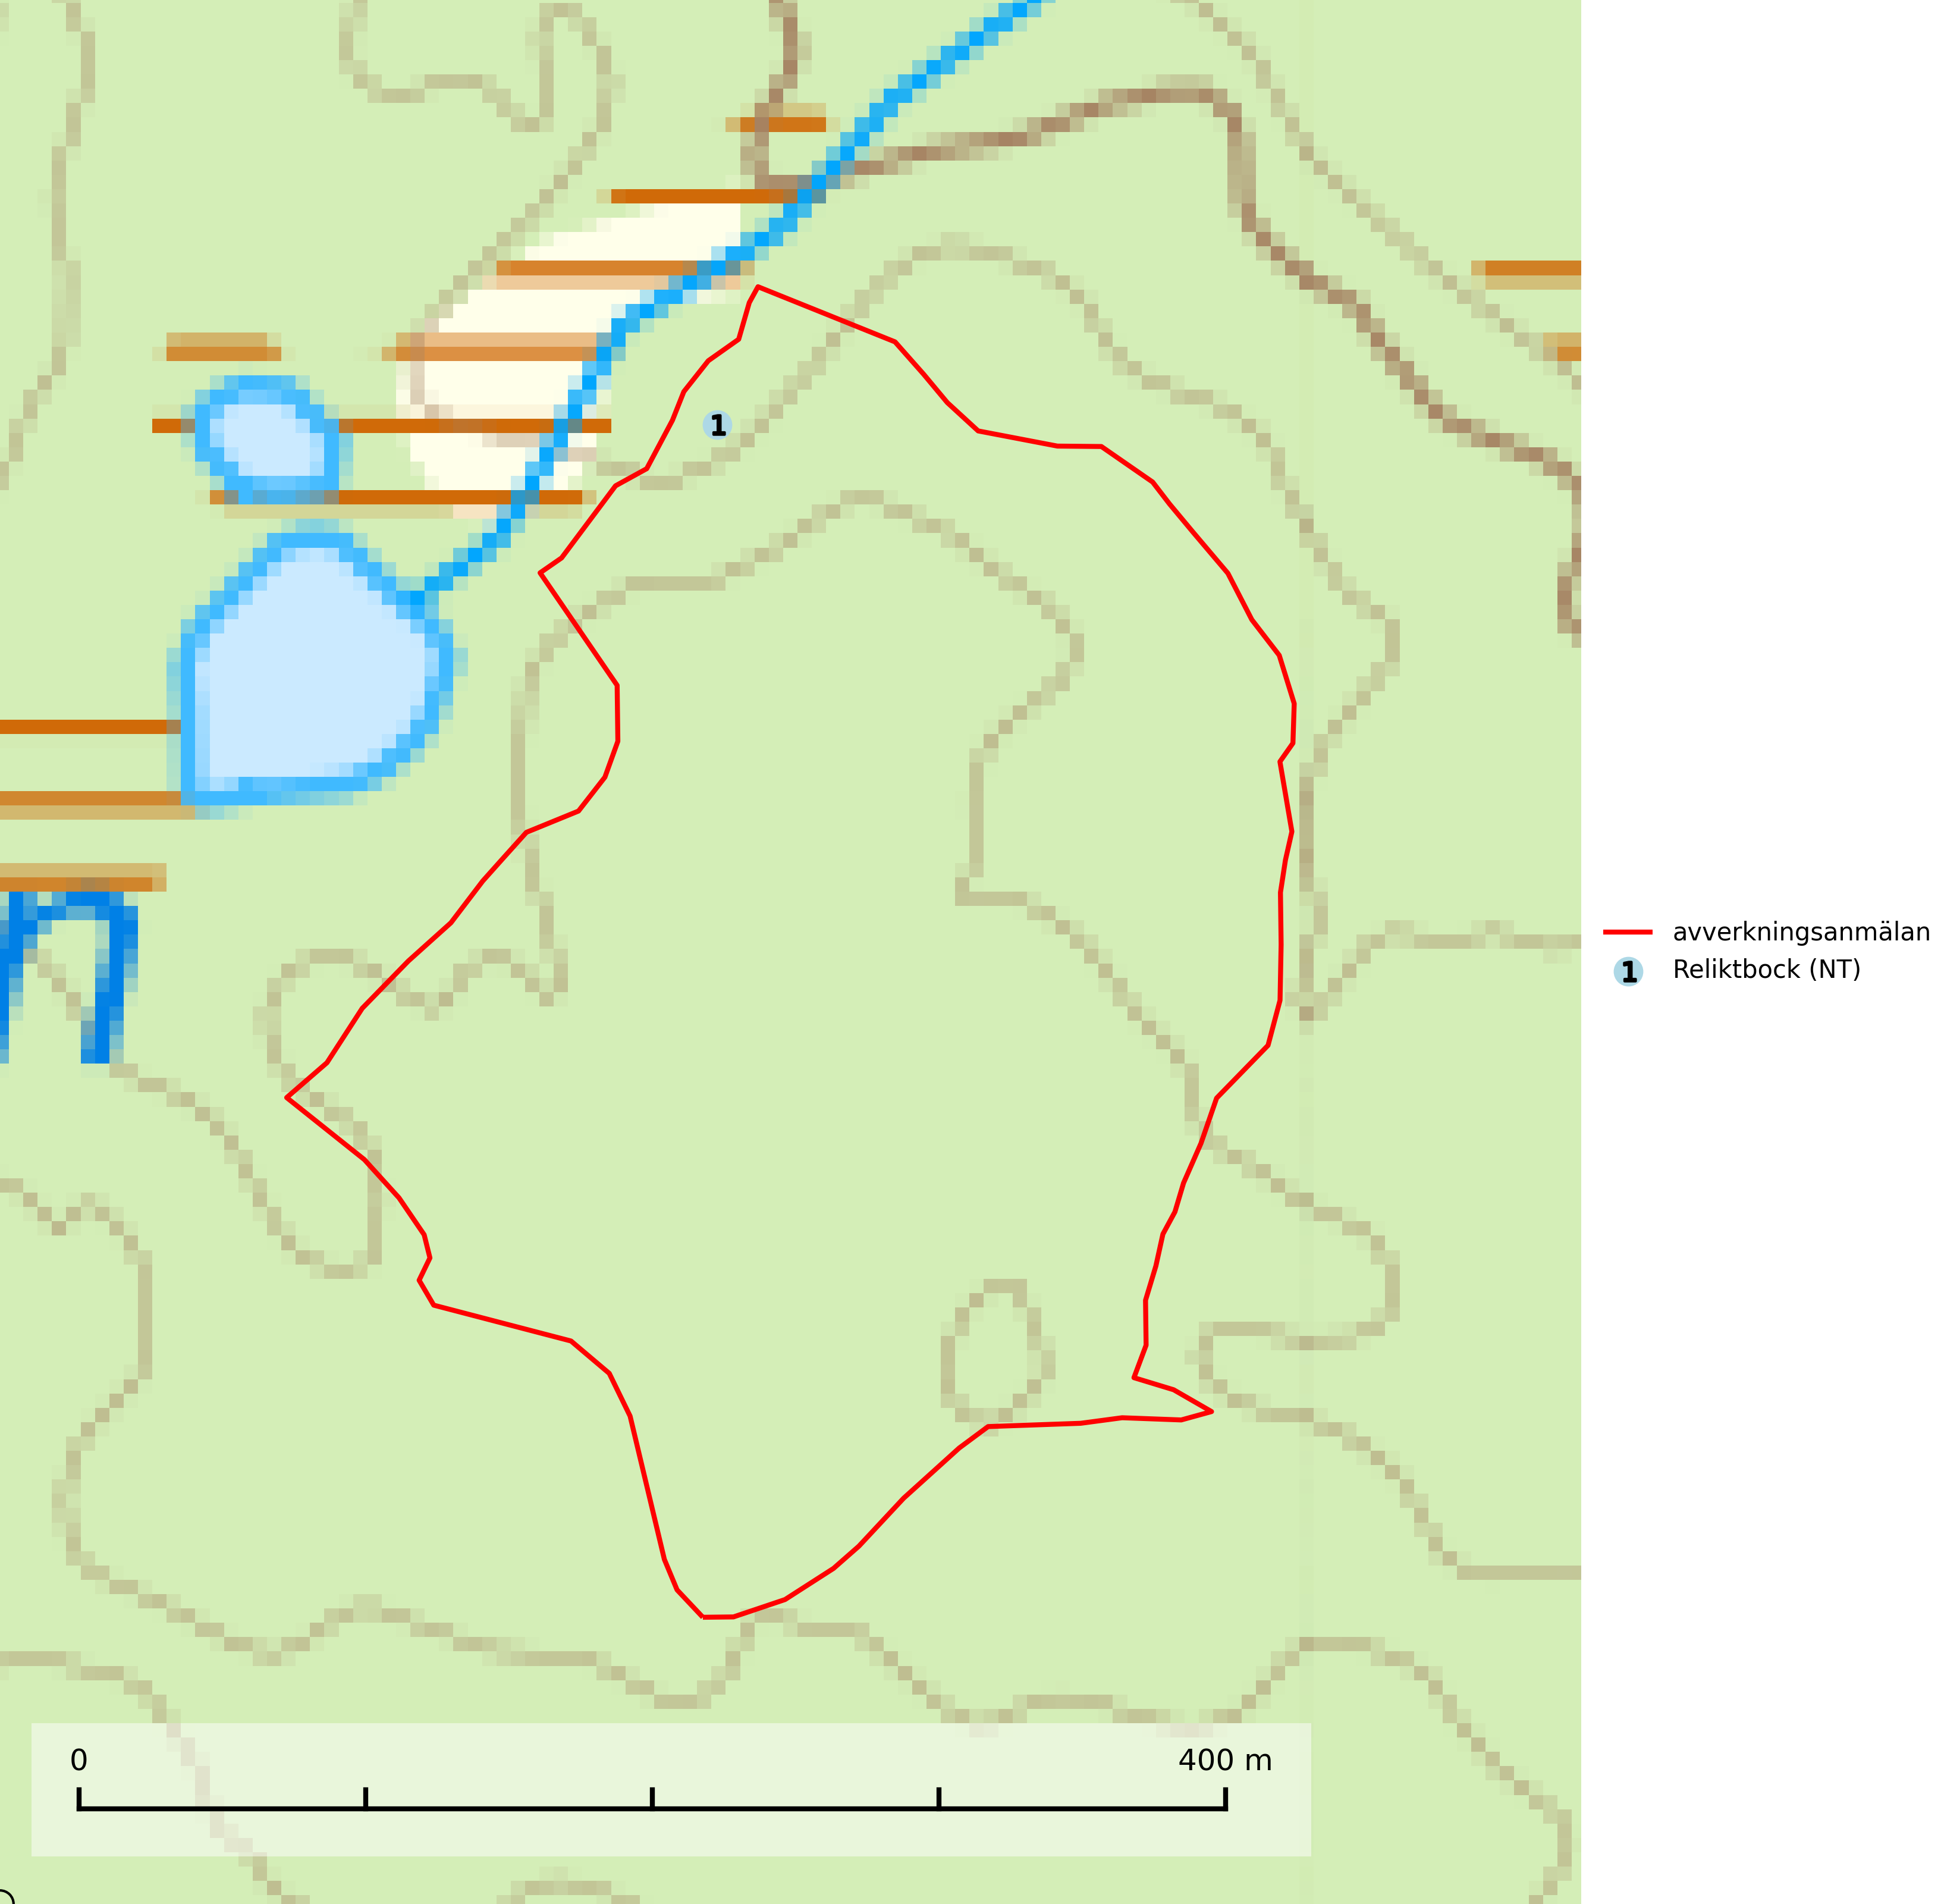 1
avverkningsanmälan
1 Reliktbock (NT)
0 400 m